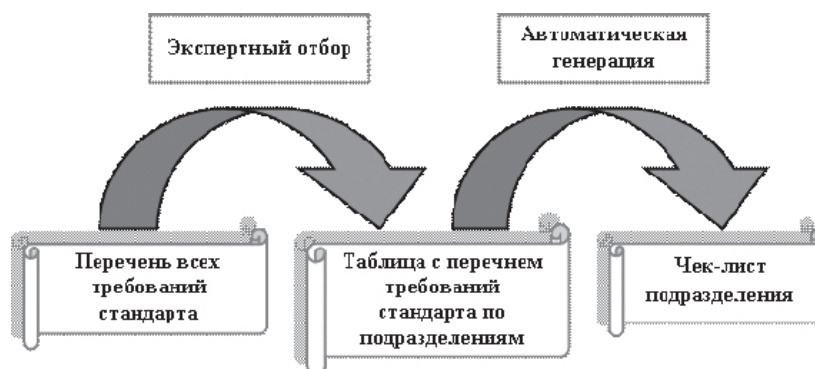 Экспертный отбор
Автоматическая
генерация
Перечень всех
требований
стандарта
Таблица с перечнем
требований
стандарта по
подразделениям
Чек-лист
подразделения